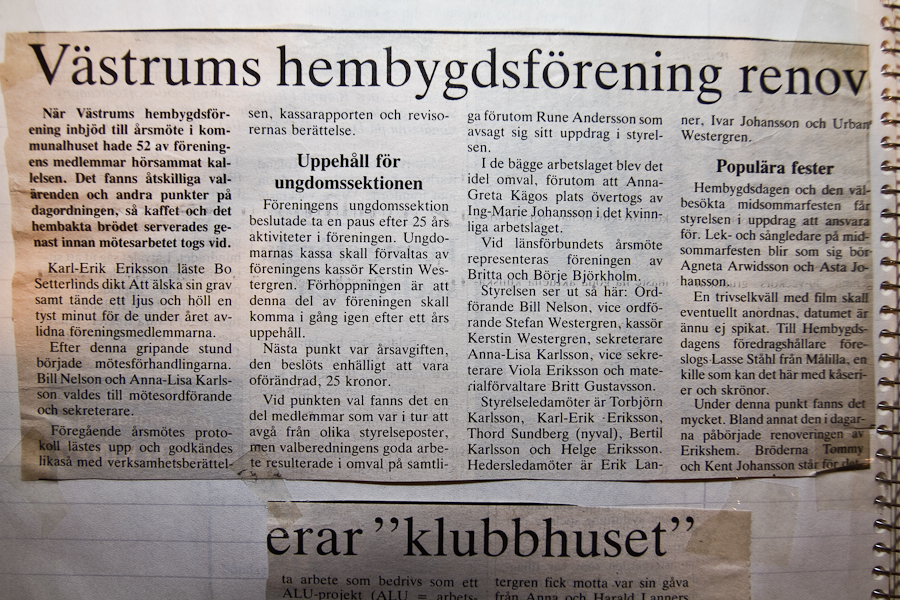 Västrums hembygdsförening renov
När Västrums hembygdsför-
ening inbjöd till årsmöte i kom-
munalhuset hade 52 av förening-
ens medlemmar hörsammat kal-
lelsen. Det fanns åtskilliga val-
ärenden och andra punkter på
dagordningen, så kaffet och det
hembakta brödet serverades ge-
nast innan mötesarbetet togs vid.
Karl-Erik Eriksson läste Bo
Setterlinds dikt Att älska sin grav
samt tände ett ljus och höll en
tyst minut för de under året av-
lidna föreningsmedlemmarna.
Efter denna gripande stund
började mötesförhandlingarna.
Bill Nelson och Anna-Lisa Karls-
son valdes till mötesordförande
och sekreterare.
Föregående årsmötes proto-
koll lästes upp och godkändes
likaså med verksamhetsberättel-
sen, kassarapporten och reviso-
rernas berättelse.
Uppehåll för
ungdomssektionen
Föreningens ungdomssektion
beslutade ta en paus efter 25 års
aktiviteter i föreningen. Ungdo-
marnas kassa skall förvaltas av
föreningens kassör Kerstin Wes-
tergren. Förhoppningen är att
denna del av föreningen skall
komma i gång igen efter ett års
uppehåll.
Nästa punkt var årsavgiften,
den beslöts enhälligt att vara
oförändrad, 25 kronor.
Vid punkten val fanns det en
del medlemmar som var i tur att
avgå från olika styrelseposter,
men valberedningens goda arbe-
te resulterade i omval på samtli-
ga förutom Rune Andersson som
avsagt sig sitt uppdrag i styrel-
sen.
I de bägge arbetslaget blev det
idel omval, förutom att Anna-
Greta Kågos plats övertogs av
Ing-Marie Johansson i det kvinn-
liga arbetslaget.
Vid länsförbundets årsmöte
representeras föreningen av
Britta och Börje Björkholm.
Styrelsen ser ut så här: Ord-
förande Bill Nelson, vice ordfö-
rande Stefan Westergren, kassör
Kerstin Westergren, sekreterare
Anna-Lisa Karlsson, vice sekre-
terare Viola Eriksson och mate-
rialförvaltare Britt Gustavsson.
Styrelseledamöter är Torbjörn
Karlsson, Karl-Erik Eriksson,
Thord Sundberg (nyval), Bertil
Karlsson och Helge Eriksson.
Hedersledamöter är Erik Lan-
ner, Ivar Johansson och Urban
Westergren.
Populära fester
Hembygdsdagen och den väl-
besökta midsommarfesten får
styrelsen i uppdrag att ansvara
för. Lek- och sångledare på mid-
sommarfesten blir som sig bör
Agneta Arwidsson och Asta Jo-
hansson.
En trivselkväll med film skall
eventuellt anordnas, datumet är
ännu ej spikat. Till Hembygds-
dagens föredragshållare före-
slogs Lasse Ståhl från Målilla, en
kille som kan det här med kåseri-
er och skrönor.
Under denna punkt fanns det
mycket. Bland annat den i dagar-
na påbörjade renoveringen av
Erikshem. Bröderna Tommy
och Kent Johansson står för det
erar "klubbhuset"
ta arbete som bedrivs som ett
ALU-projekt (ALU = arbets-
tergren fick motta var sin gåva
från Anna och Harald Lanners